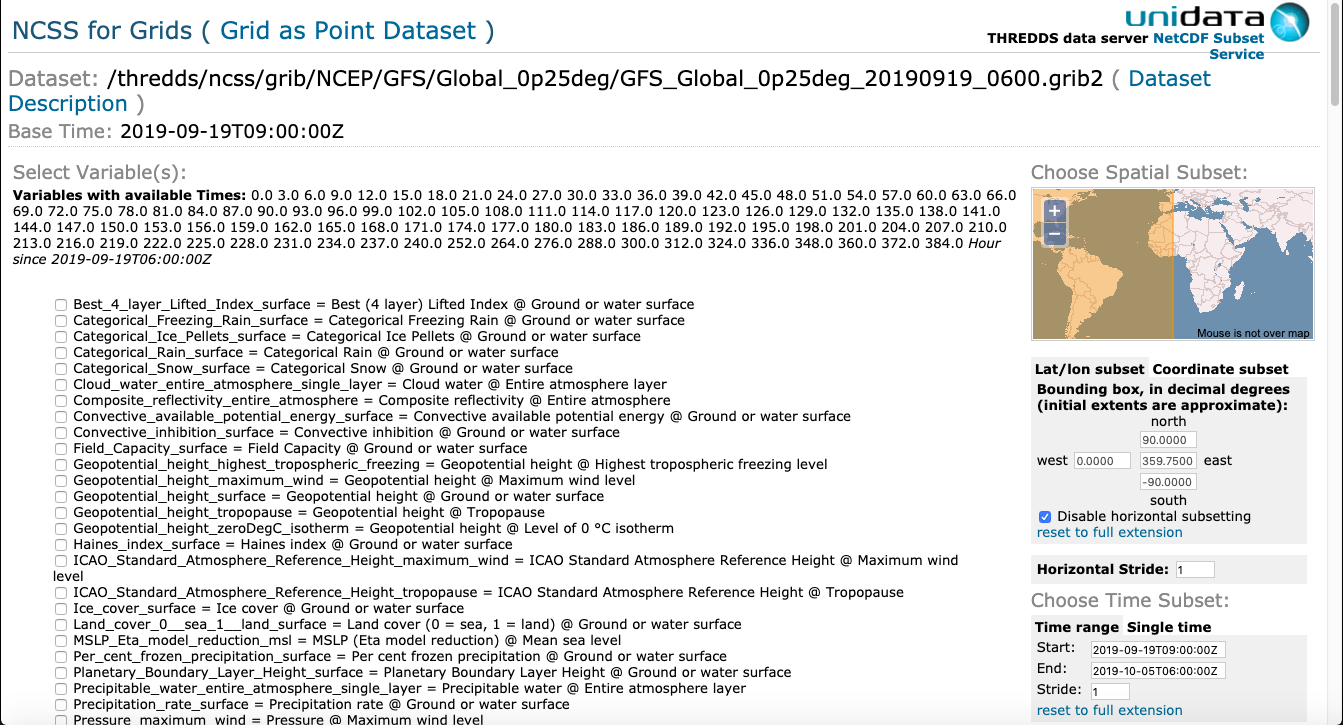 NCSS for Grids ( Grid as Point Dataset )
unidata
THREDDS data server NetCDF Subset
Service
Dataset: /thredds/ncss/grib/NCEP/GFS/Global_0p25deg/GFS_Global_0p25deg_20190919_0600.grib2 ( Dataset
Description )
Base Time: 2019-09-19T09:00:00Z
Select Variable(s):
Variables with available Times: 0.0 3.0 6.0 9.0 12.0 15.0 18.0 21.0 24.0 27.0 30.0 33.0 36.0 39.0 42.0 45.0 48.0 51.0 54.0 57.0 60.0 63.0 66.0
69.0 72.0 75.0 78.0 81.0 84.0 87.0 90.0 93.0 96.0 99.0 102.0 105.0 108.0 111.0 114.0 117.0 120.0 123.0 126.0 129.0 132.0 135.0 138.0 141.0
144.0 147.0 150.0 153.0 156.0 159.0 162.0 165.0 168.0 171.0 174.0 177.0 180.0 183.0 186.0 189.0 192.0 195.0 198.0 201.0 204.0 207.0 210.0
213.0 216.0 219.0 222.0 225.0 228.0 231.0 234.0 237.0 240.0 252.0 264.0 276.0 288.0 300.0 312.0 324.0 336.0 348.0 360.0 372.0 384.0 Hour
since 2019-09-19T06:00:00Z
Best_4_layer_Lifted_Index_surface = Best (4 layer) Lifted Index @ Ground or water surface
Categorical_Freezing_Rain_surface = Categorical Freezing Rain @ Ground or water surface
Categorical_Ice_Pellets_surface = Categorical Ice Pellets @ Ground or water surface
Categorical_Rain_surface = Categorical Rain @ Ground or water surface
Categorical_Snow_surface = Categorical Snow @ Ground or water surface
Cloud_water_entire_atmosphere_single_layer = Cloud water @ Entire atmosphere layer
Composite_reflectivity_entire_atmosphere = Composite reflectivity @ Entire atmosphere
Convective_available_potential_energy_surface = Convective available potential energy @ Ground or water surface
Convective_inhibition_surface = Convective inhibition @ Ground or water surface
Field_Capacity_surface = Field Capacity @ Ground or water surface
Geopotential_height_highest_tropospheric_freezing = Geopotential height @ Highest tropospheric freezing level
Geopotential_height_maximum_wind = Geopotential height @ Maximum wind level
Geopotential_height_surface = Geopotential height @ Ground or water surface
Geopotential_height_tropopause = Geopotential height @ Tropopause
Geopotential_height_zeroDegC_isotherm = Geopotential height @ Level of 0 °C isotherm
Haines_index_surface = Haines index @ Ground or water surface
ICAO_Standard_Atmosphere_Reference_Height_maximum_wind = ICAO Standard Atmosphere Reference Height @ Maximum wind
level
ICAO_Standard_Atmosphere_Reference_Height_tropopause = ICAO Standard Atmosphere Reference Height @ Tropopause
Ice_cover_surface = Ice cover @ Ground or water surface
Land_cover_0__sea_1__land_surface = Land cover (0 = sea, 1 = land) @ Ground or water surface
MSLP_Eta_model_reduction_msl = MSLP (Eta model reduction) @ Mean sea level
Per_cent_frozen_precipitation_surface = Per cent frozen precipitation @ Ground or water surface
Planetary_Boundary_Layer_Height_surface = Planetary Boundary Layer Height @ Ground or water surface
Precipitable_water_entire_atmosphere_single_layer = Precipitable water @ Entire atmosphere layer
Precipitation_rate_surface = Precipitation rate @ Ground or water surface
Pressure_maximum_wind = Pressure @ Maximum wind level
Choose Spatial Subset:
+
−
Mouse is not over map
Lat/lon subset Coordinate subset
Bounding box, in decimal degrees
(initial extents are approximate):
north
90.0000
west 0.0000 359.7500 east
-90.0000
south
Disable horizontal subsetting
reset to full extension
Horizontal Stride: 1
Choose Time Subset:
Time range Single time
Start: 2019-09-19T09:00:00Z
End: 2019-10-05T06:00:00Z
Stride: 1
reset to full extension